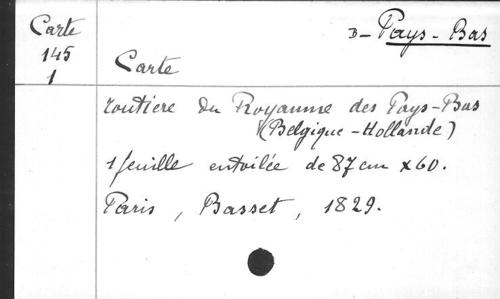 Carte
145
1
D- Pays-Bas
Carte
routière du Royaume des Pays-Bas
(Belgique-Hollande)
1 feuille entoilée de 87cm x 60.
Paris, Basset, 1829.